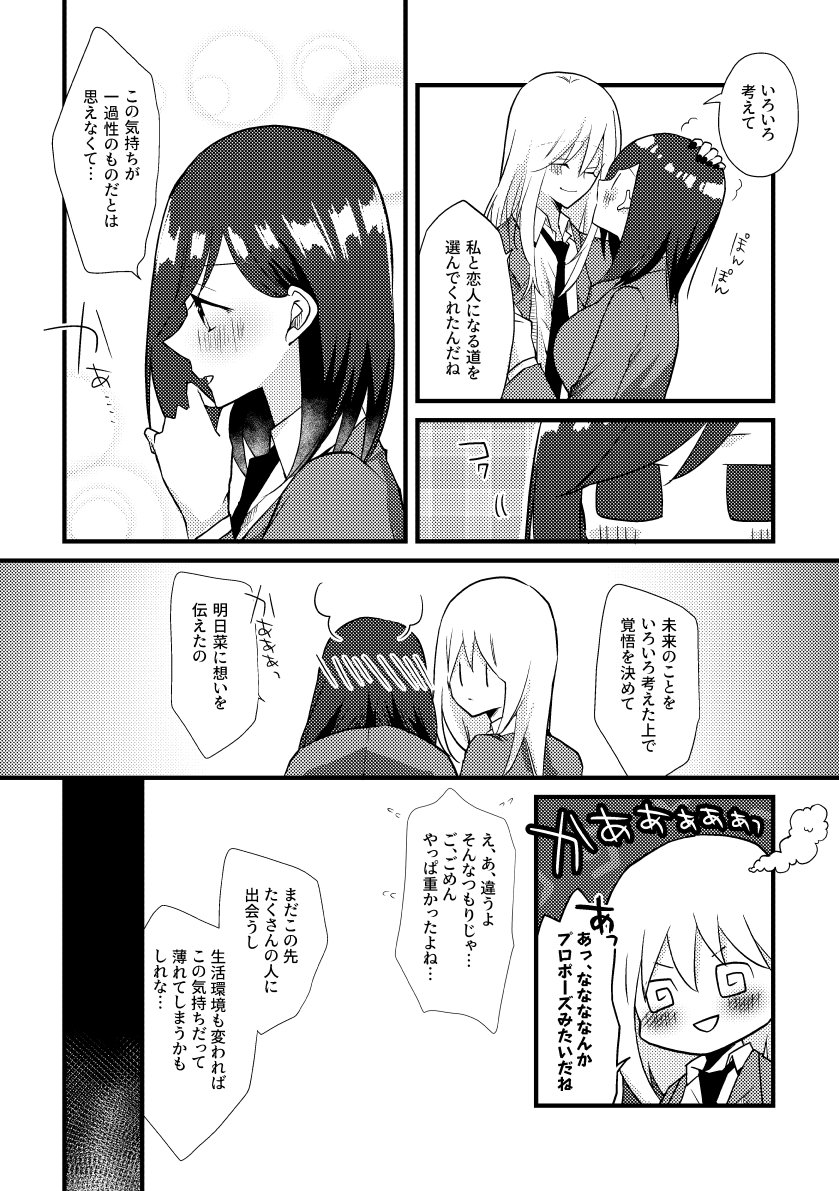 いろいろ
考えて
ぽん
ぽん
私と恋人になる道を
選んでくれたんだね
コクッ
この気持ちが
一過性のものだとは
思えなくて…
かぁ……
未来のことを
いろいろ考えた上で
覚悟を決めて
明日菜に想いを
伝えたの
かぁぁぁ
かあぁぁぁぁっ
あっ
あっ、ななななんか
プロポーズみたいだね
え、あ、違うよ
そんなつもりじゃ…
ご、ごめん
やっぱ重かったよね…
まだこの先
たくさんの人に
出会うし
生活環境も変われば
この気持ちだって
薄れてしまうかも
しれな…